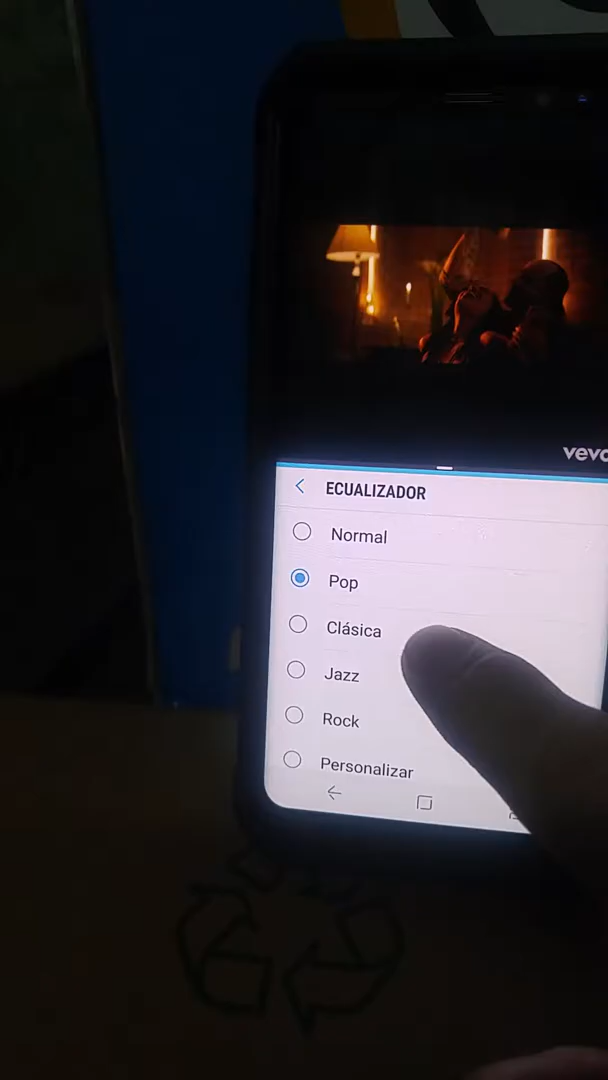 vevo
ECUALIZADOR
Normal
Pop
Clásica
Jazz
Rock
Personalizar